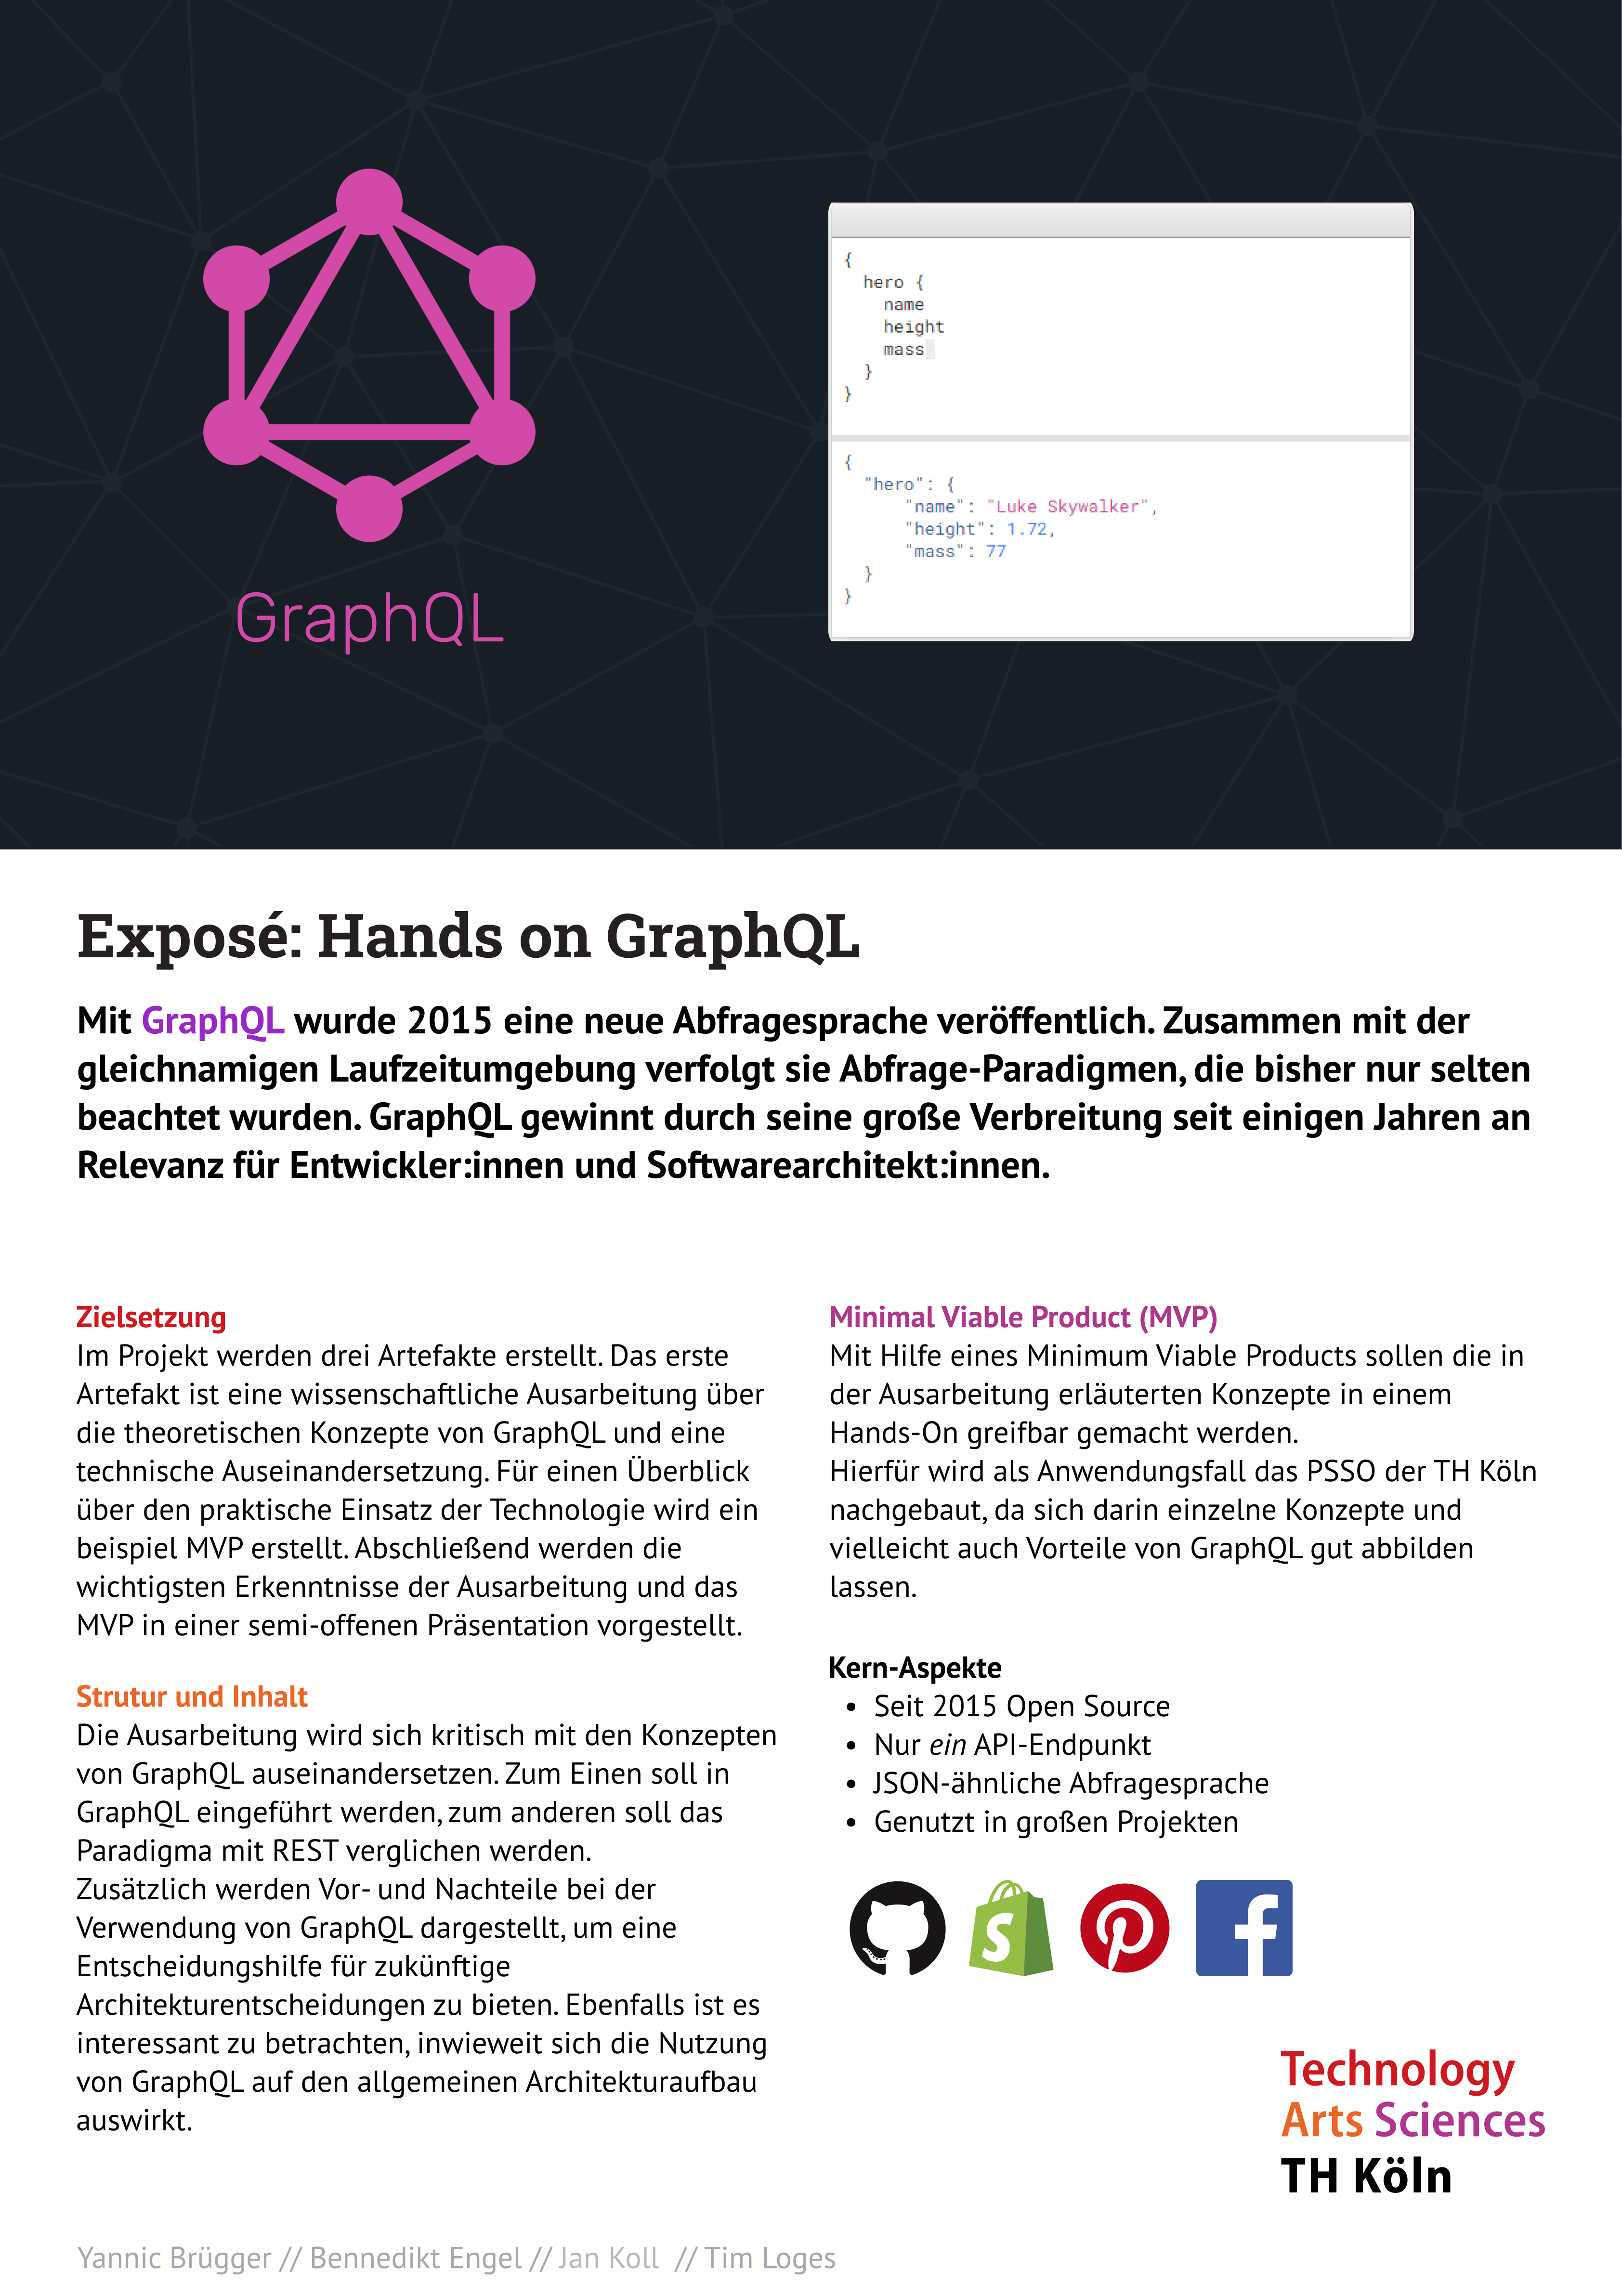 GraphQL
{
hero {
name
height
mass
}
}
{
"hero": {
"name": "Luke Skywalker",
"height": 1.72,
"mass": 77
}
}
Exposé: Hands on GraphQL
Mit GraphQL wurde 2015 eine neue Abfragesprache veröffentlich. Zusammen mit der
gleichnamigen Laufzeitumgebung verfolgt sie Abfrage-Paradigmen, die bisher nur selten
beachtet wurden. GraphQL gewinnt durch seine große Verbreitung seit einigen Jahren an
Relevanz für Entwickler:innen und Softwarearchitekt:innen.
Zielsetzung
Im Projekt werden drei Artefakte erstellt. Das erste
Artefakt ist eine wissenschaftliche Ausarbeitung über
die theoretischen Konzepte von GraphQL und eine
technische Auseinandersetzung. Für einen Überblick
über den praktische Einsatz der Technologie wird ein
beispiel MVP erstellt. Abschließend werden die
wichtigsten Erkenntnisse der Ausarbeitung und das
MVP in einer semi-offenen Präsentation vorgestellt.
Strutur und Inhalt
Die Ausarbeitung wird sich kritisch mit den Konzepten
von GraphQL auseinandersetzen. Zum Einen soll in
GraphQL eingeführt werden, zum anderen soll das
Paradigma mit REST verglichen werden.
Zusätzlich werden Vor- und Nachteile bei der
Verwendung von GraphQL dargestellt, um eine
Entscheidungshilfe für zukünftige
Architekturentscheidungen zu bieten. Ebenfalls ist es
interessant zu betrachten, inwieweit sich die Nutzung
von GraphQL auf den allgemeinen Architekturaufbau
auswirkt.
Minimal Viable Product (MVP)
Mit Hilfe eines Minimum Viable Products sollen die in
der Ausarbeitung erläuterten Konzepte in einem
Hands-On greifbar gemacht werden.
Hierfür wird als Anwendungsfall das PSSO der TH Köln
nachgebaut, da sich darin einzelne Konzepte und
vielleicht auch Vorteile von GraphQL gut abbilden
lassen.
Kern-Aspekte
• Seit 2015 Open Source
• Nur ein API-Endpunkt
• JSON-ähnliche Abfragesprache
• Genutzt in großen Projekten
Technology
Arts Sciences
TH Köln
Yannic Brügger // Bennedikt Engel // Jan Koll // Tim Loges